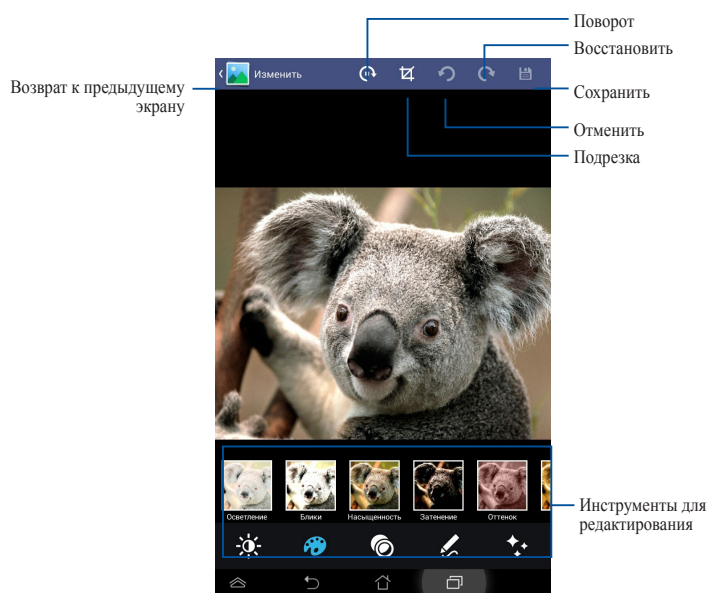 Поворот
Восстановить
Изменить
Возврат к предыдущему
экрану
Сохранить
Отменить
Подрезка
Осветление
Блики
Насыщенность
Затенение
Оттенок
Инструменты для
редактирования